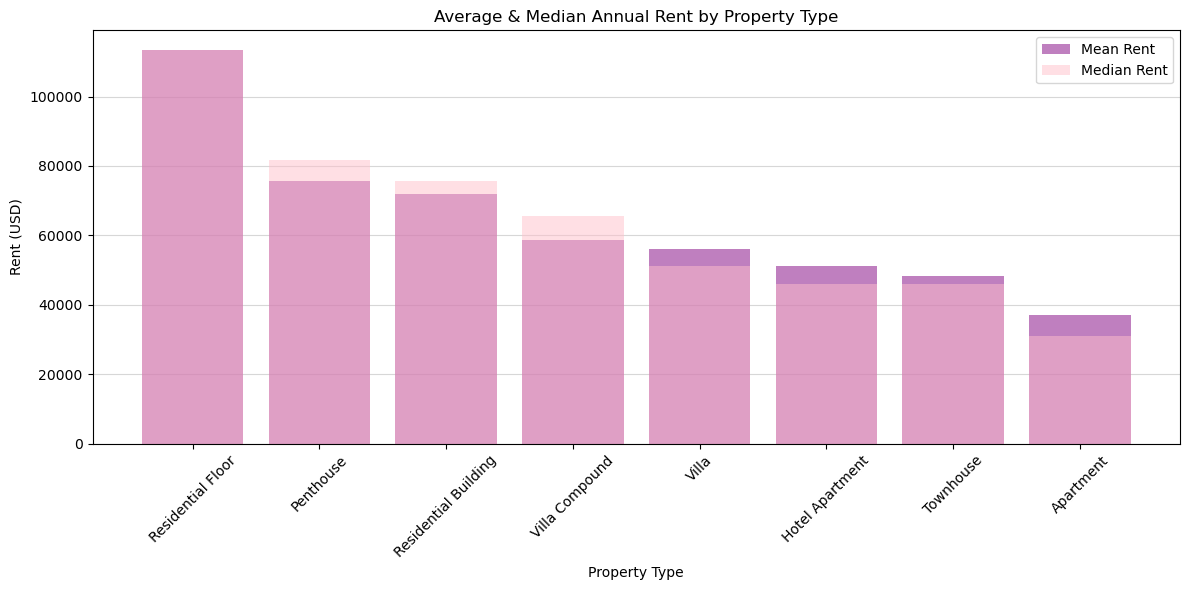 Average & Median Annual Rent by Property Type
Mean Rent
Median Rent
Rent (USD)
100000
80000
60000
40000
20000
0
Residential Floor
Penthouse
Residential Building
Villa Compound
Villa
Hotel Apartment
Townhouse
Apartment
Property Type